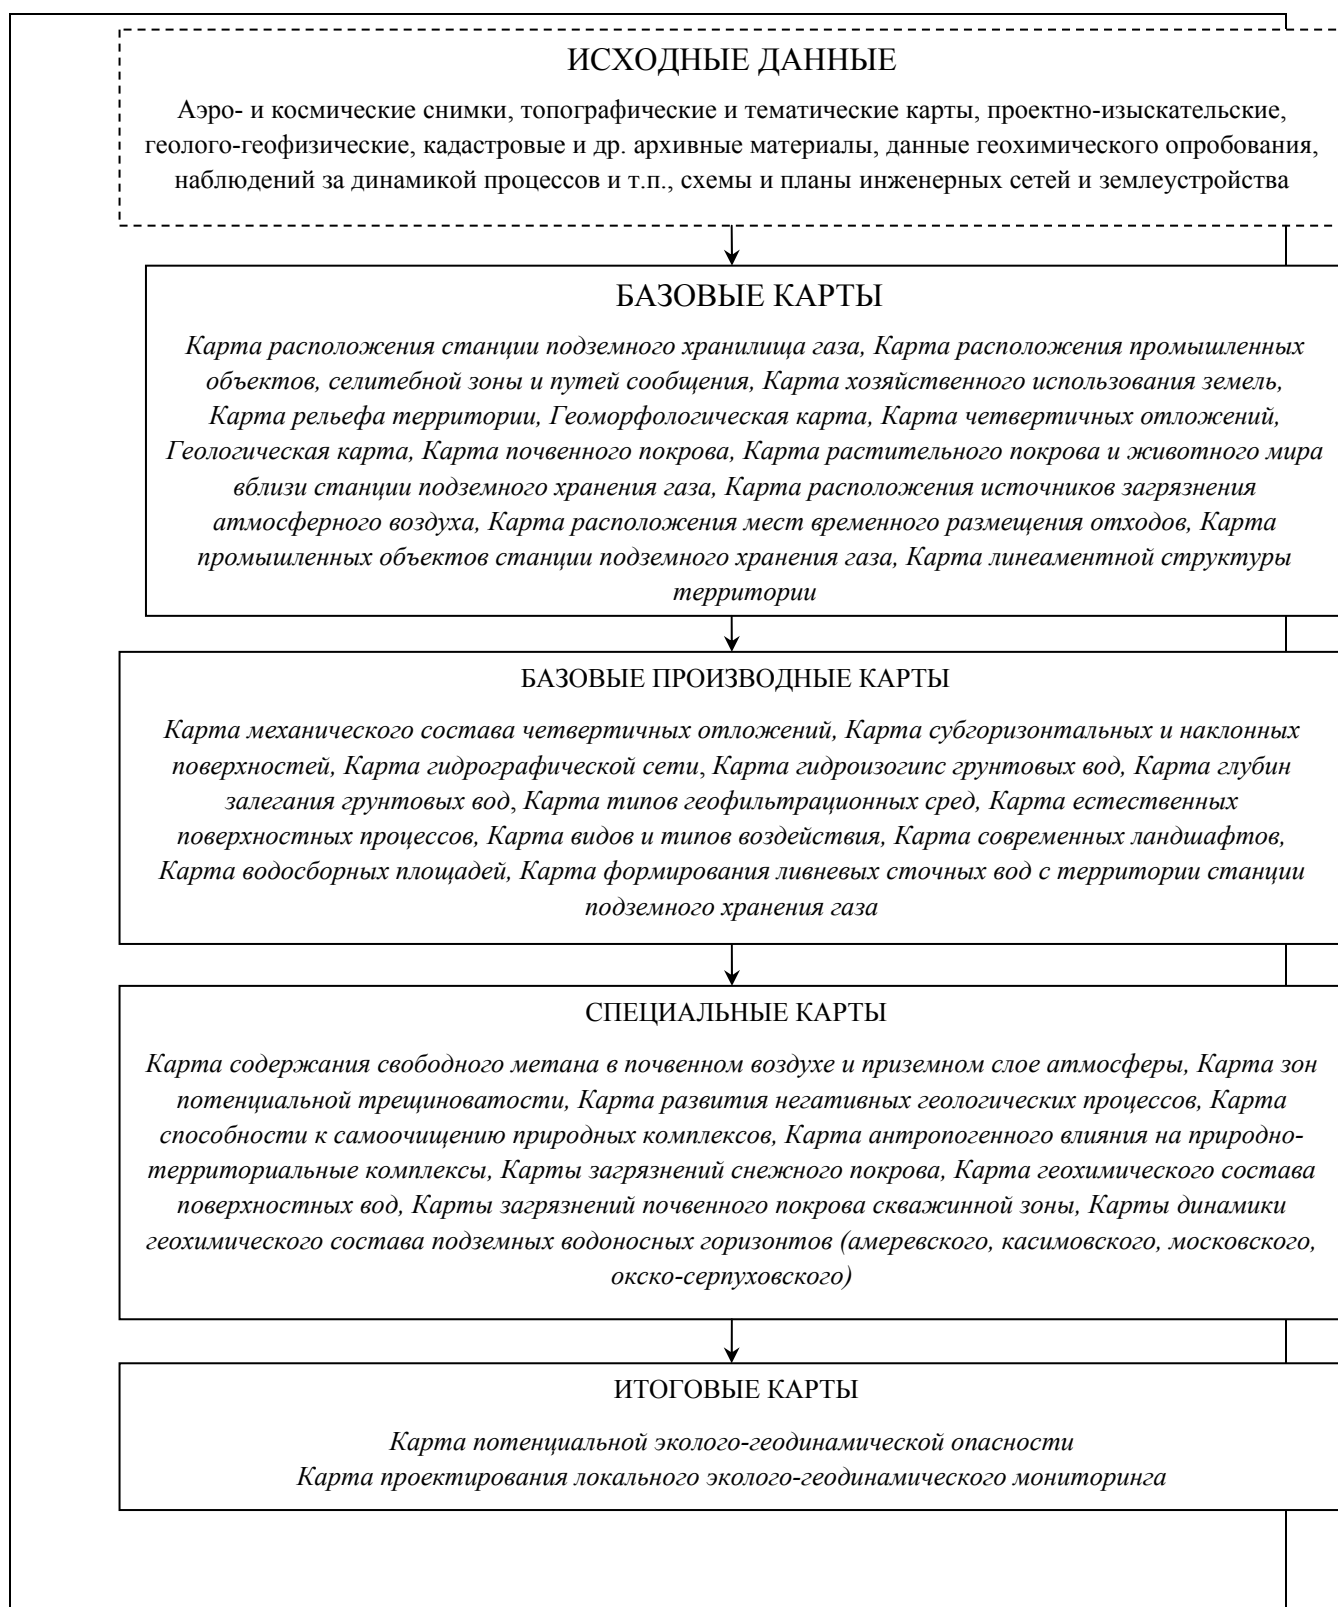 ИСХОДНЫЕ ДАННЫЕ
Аэро- и космические снимки, топографические и тематические карты, проектно-изыскательские,
геолого-геофизические, кадастровые и др. архивные материалы, данные геохимического опробования,
наблюдений за динамикой процессов и т.п., схемы и планы инженерных сетей и землеустройства
БАЗОВЫЕ КАРТЫ
Карта расположения станции подземного хранилища газа, Карта расположения промышленных
объектов, селитебной зоны и путей сообщения, Карта хозяйственного использования земель,
Карта рельефа территории, Геоморфологическая карта, Карта четвертичных отложений,
Геологическая карта, Карта почвенного покрова, Карта растительного покрова и животного мира
вблизи станции подземного хранения газа, Карта расположения источников загрязнения
атмосферного воздуха, Карта расположения мест временного размещения отходов, Карта
промышленных объектов станции подземного хранения газа, Карта линеаментной структуры
территории
БАЗОВЫЕ ПРОИЗВОДНЫЕ КАРТЫ
Карта механического состава четвертичных отложений, Карта субгоризонтальных и наклонных
поверхностей, Карта гидрографической сети, Карта гидроизогипс грунтовых вод, Карта глубин
залегания грунтовых вод, Карта типов геофильтрационных сред, Карта естественных
поверхностных процессов, Карта видов и типов воздействия, Карта современных ландшафтов,
Карта водосборных площадей, Карта формирования ливневых сточных вод с территории станции
подземного хранения газа
СПЕЦИАЛЬНЫЕ КАРТЫ
Карта содержания свободного метана в почвенном воздухе и приземном слое атмосферы, Карта зон
потенциальной трещиноватости, Карта развития негативных геологических процессов, Карта
способности к самоочищению природных комплексов, Карта антропогенного влияния на природно-
территориальные комплексы, Карты загрязнений снежного покрова, Карта геохимического состава
поверхностных вод, Карты загрязнений почвенного покрова скважинной зоны, Карты динамики
геохимического состава подземных водоносных горизонтов (амеревского, касимовского, московского,
окско-серпуховского)
ИТОГОВЫЕ КАРТЫ
Карта потенциальной эколого-геодинамической опасности
Карта проектирования локального эколого-геодинамического мониторинга